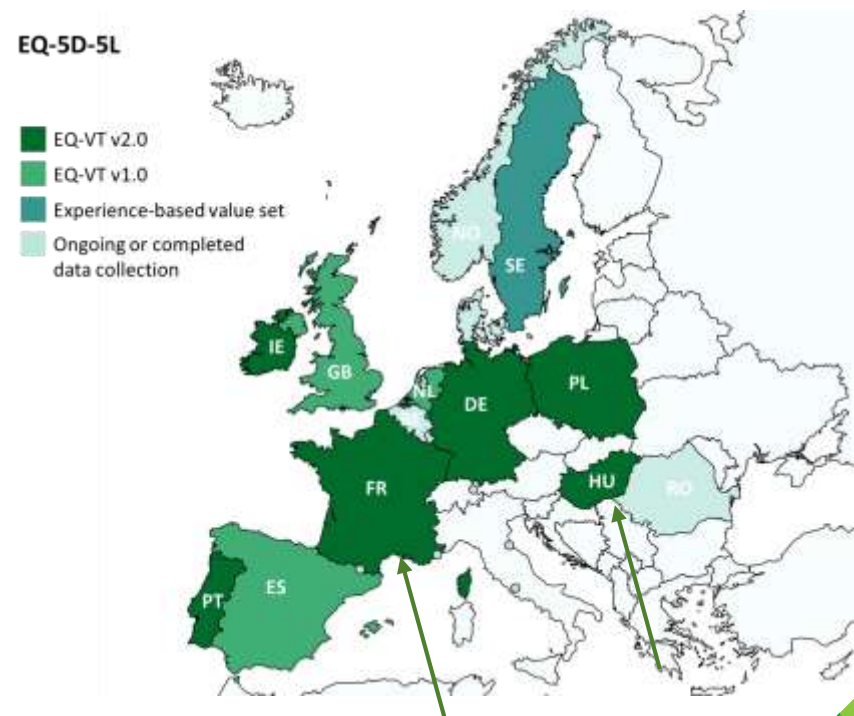 EQ-5D-5L
EQ-VT v2.0
EQ-VT v1.0
Experience-based value set
Ongoing or completed
data collection
NO
SE
IE
GB
NL
DE
PL
FR
HU
RO
PT
ES